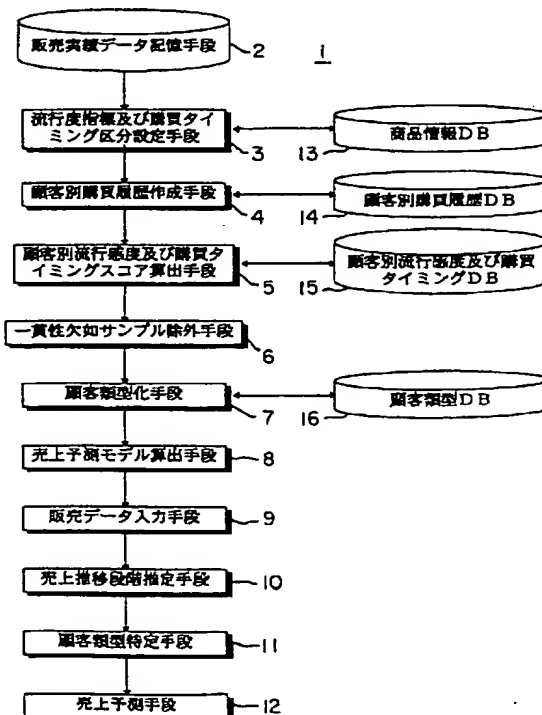 販売実績データ記憶手段
2
1
流行度指標及び購買タイ
ミング区分設定手段
3
商品情報DB
13
顧客別購買履歴作成手段
4
顧客別購買履歴DB
14
顧客別流行感度及び購買タ
イミングスコア算出手段
5
顧客別流行感度及び購買
タイミングDB
15
一貫性欠如サンプル除外手段
6
顧客類型化手段
7
顧客類型DB
16
売上予測モデル算出手段
8
販売データ入力手段
9
売上推移段階推定手段
10
顧客類型特定手段
11
売上予測手段
12